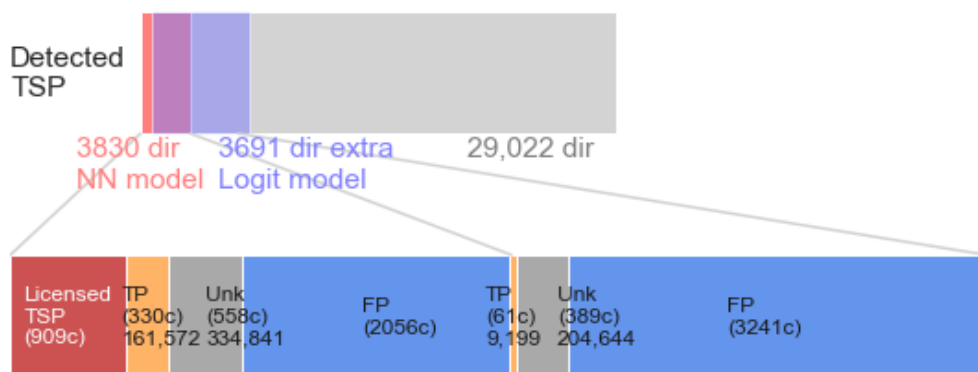 Detected
TSP
3830 dir
NN model
3691 dir extra
Logit model
29,022 dir
Licensed
TSP
(909c)
TP
(330c)
161,572
Unk
(558c)
334,841
FP
(2056c)
TP
(61c)
9,199
Unk
(389c)
204,644
FP
(3241c)